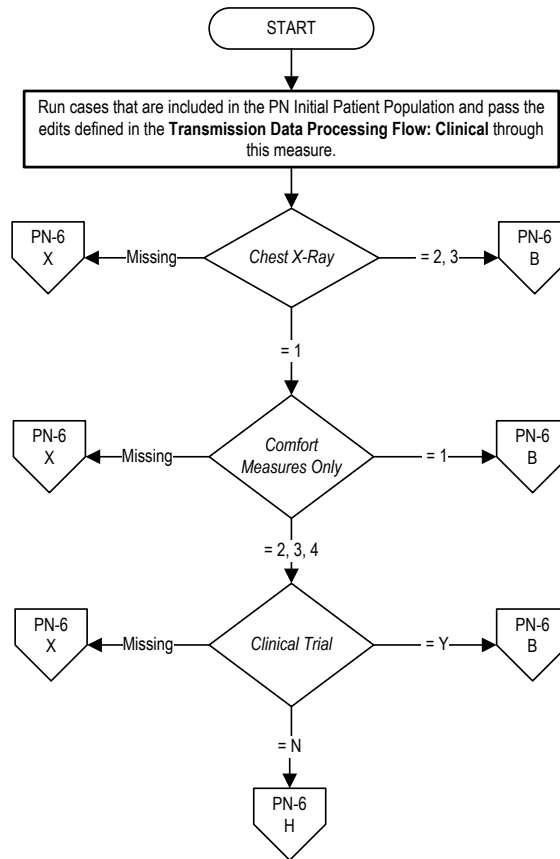 START
Run cases that are included in the PN Initial Patient Population and pass the
edits defined in the Transmission Data Processing Flow: Clinical through
this measure.
PN-6
X
Missing
Chest X-Ray
= 2, 3
PN-6
B
= 1
PN-6
X
Missing
Comfort
Measures Only
= 1
PN-6
B
= 2, 3, 4
PN-6
X
Missing
Clinical Trial
= Y
PN-6
B
= N
PN-6
H